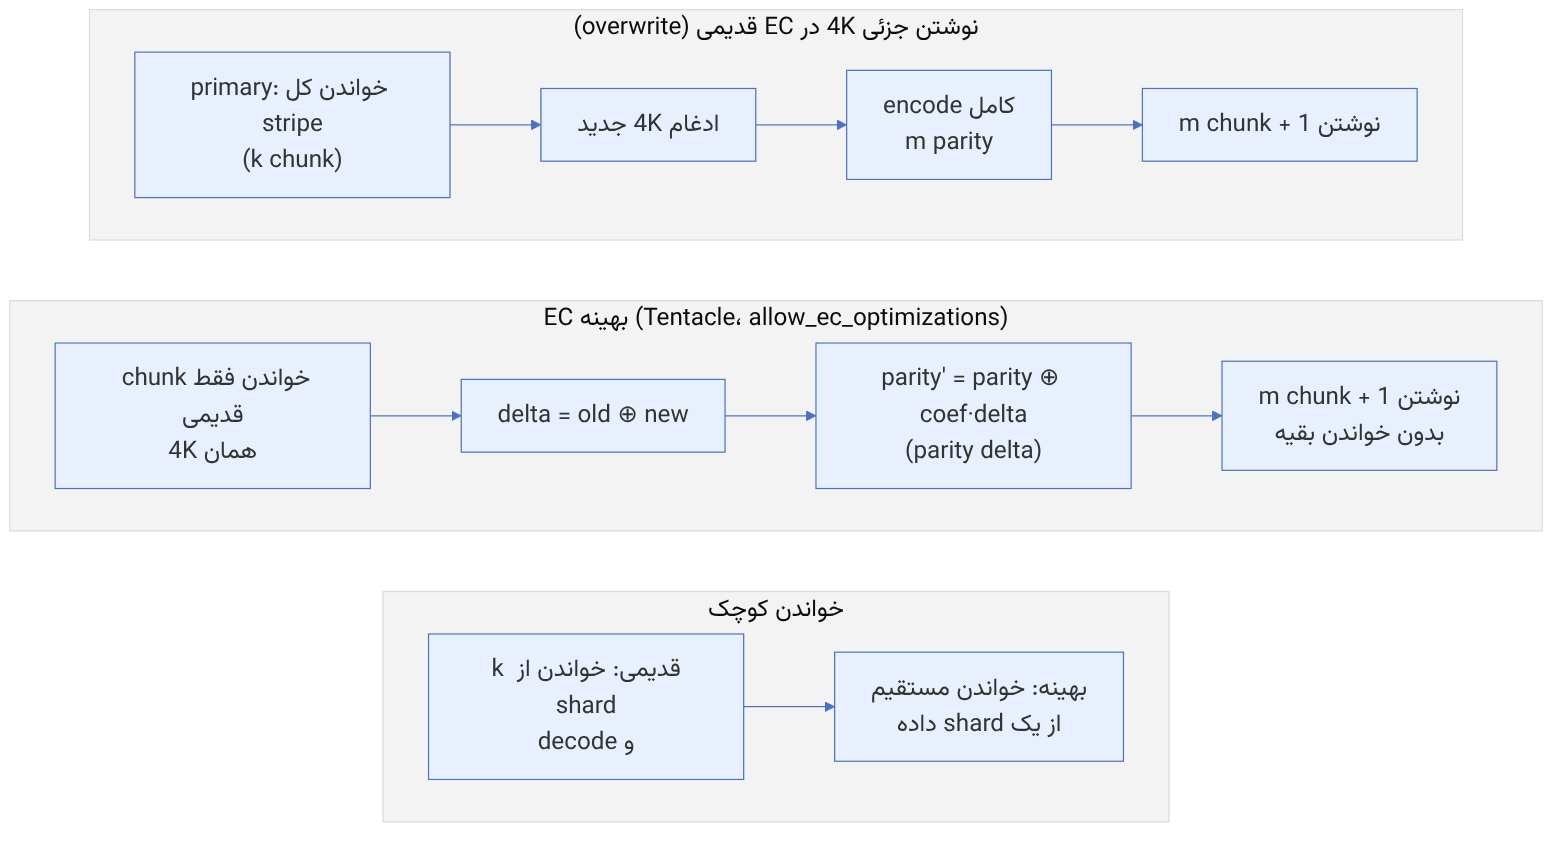 نوشتن جزئی 4K در EC قدیمی (overwrite)
primary: خواندن کل
stripe
(k chunk)
ادغام 4K جدید
encode کامل
m parity
نوشتن 1 + m chunk
EC بهینه (Tentacle، allow_ec_optimizations)
خواندن فقط chunk
قدیمی
همان 4K
delta = old ⊕ new
parity' = parity ⊕
coef·delta
(parity delta)
نوشتن 1 + m chunk
بدون خواندن بقیه
خواندن کوچک
قدیمی: خواندن از k
shard
و decode
بهینه: خواندن مستقیم
از یک shard داده